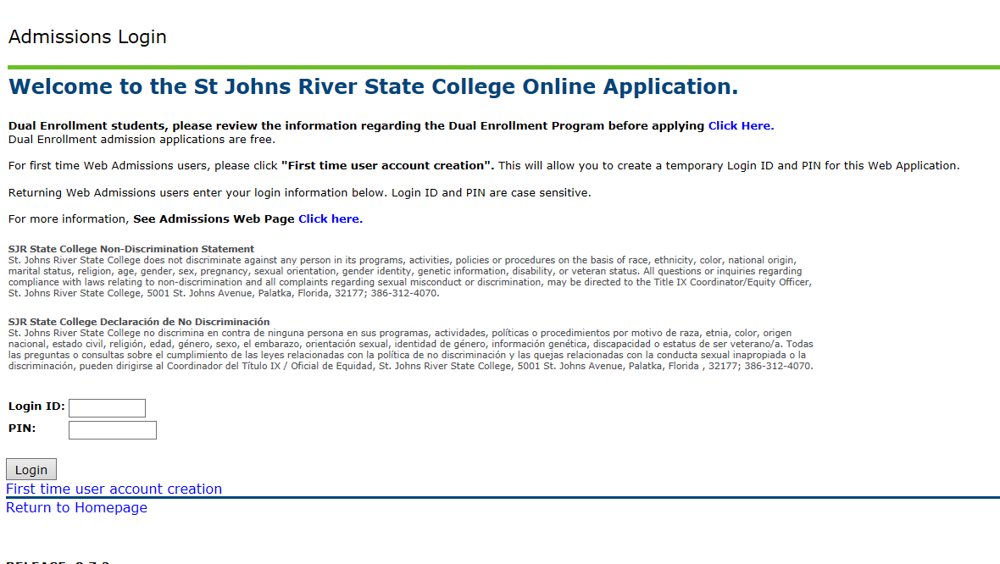 Admissions Login
Welcome to the St Johns River State College Online Application.
Dual Enrollment students, please review the information regarding the Dual Enrollment Program before applying Click Here.
Dual Enrollment admission applications are free.
For first time Web Admissions users, please click "First time user account creation". This will allow you to create a temporary Login ID and PIN for this Web Application.
Returning Web Admissions users enter your login information below. Login ID and PIN are case sensitive.
For more information, See Admissions Web Page Click here.
SJR State College Non-Discrimination Statement
St. Johns River State College does not discriminate against any person in its programs, activities, policies or procedures on the basis of race, ethnicity, color, national origin,
marital status, religion, age, gender, sex, pregnancy, sexual orientation, gender identity, genetic information, disability, or veteran status. All questions or inquiries regarding
compliance with laws relating to non-discrimination and all complaints regarding sexual misconduct or discrimination, may be directed to the Title IX Coordinator/Equity Officer,
St. Johns River State College, 5001 St. Johns Avenue, Palatka, Florida, 32177; 386-312-4070.
SJR State College Declaración de No Discriminación
St. Johns River State College no discrimina en contra de ninguna persona en sus programas, actividades, políticas o procedimientos por motivo de raza, etnia, color, origen
nacional, estado civil, religión, edad, género, sexo, el embarazo, orientación sexual, identidad de género, información genética, discapacidad o estatus de ser veterano/a. Todas
las preguntas o consultas sobre el cumplimiento de las leyes relacionadas con la política de no discriminación y las quejas relacionadas con la conducta sexual inapropiada o la
discriminación, pueden dirigirse al Coordinador del Título IX / Oficial de Equidad, St. Johns River State College, 5001 St. Johns Avenue, Palatka, Florida , 32177; 386-312-4070.
Login ID:
PIN:
Login
First time user account creation
Return to Homepage